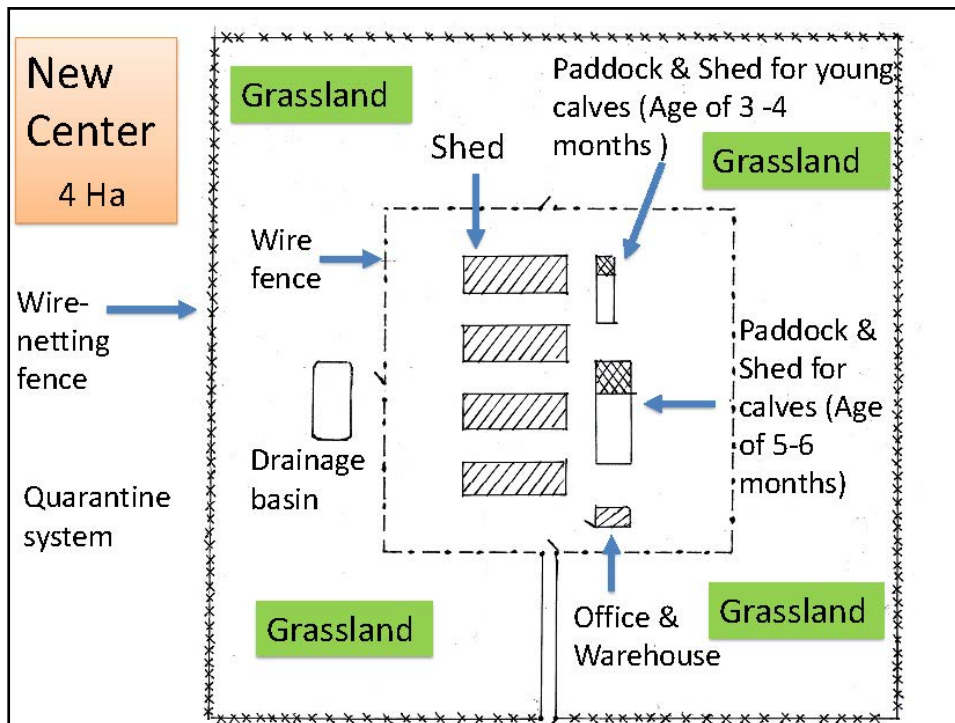 New
Center
4 Ha
Grassland
Paddock & Shed for young
calves (Age of 3 -4
months )
Shed
Grassland
Wire
fence
Wire-
netting
fence
Paddock &
Shed for
calves (Age
of 5-6
months)
Drainage
basin
Quarantine
system
Grassland
Office &
Warehouse
Grassland